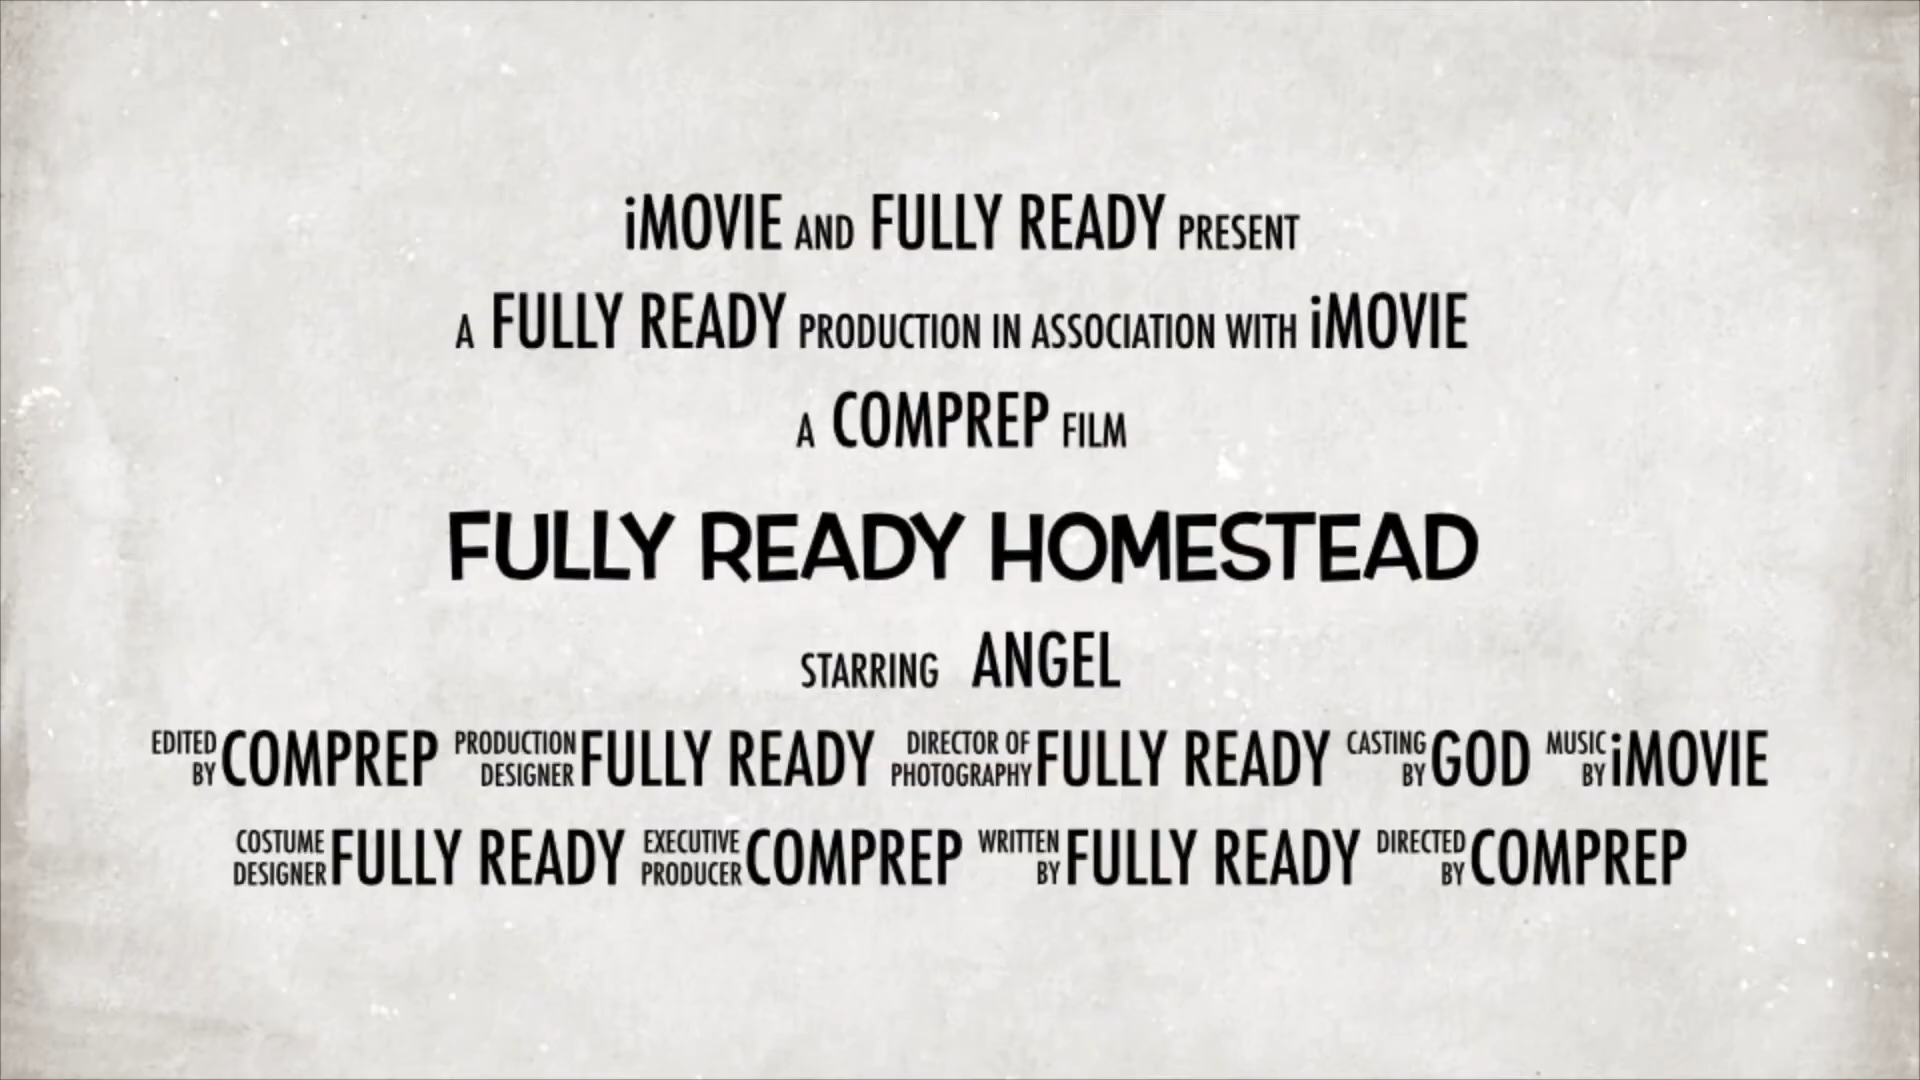 iMOVIE AND FULLY READY PRESENT
A FULLY READY PRODUCTION IN ASSOCIATION WITH iMOVIE
A COMPREP FILM
FULLY READY HOMESTEAD
STARRING ANGEL
EDITED BY COMPREP PRODUCTION DESIGNER FULLY READY DIRECTOR OF PHOTOGRAPHY FULLY READY CASTING BY GOD MUSIC BY iMOVIE
COSTUME DESIGNER FULLY READY EXECUTIVE PRODUCER COMPREP WRITTEN BY FULLY READY DIRECTED BY COMPREP